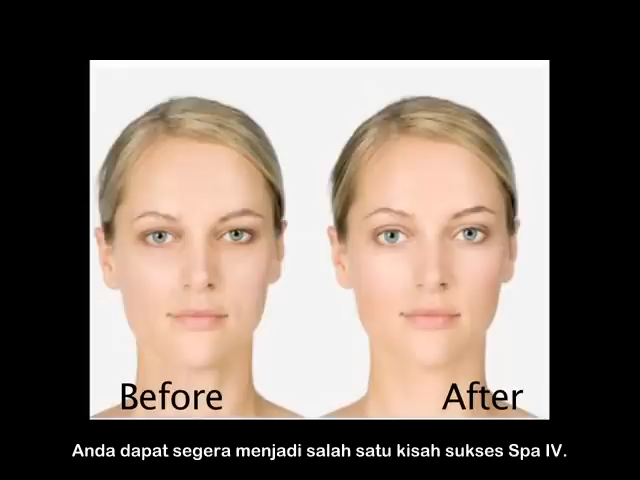 Before After
Anda dapat segera menjadi salah satu kisah sukses Spa IV.